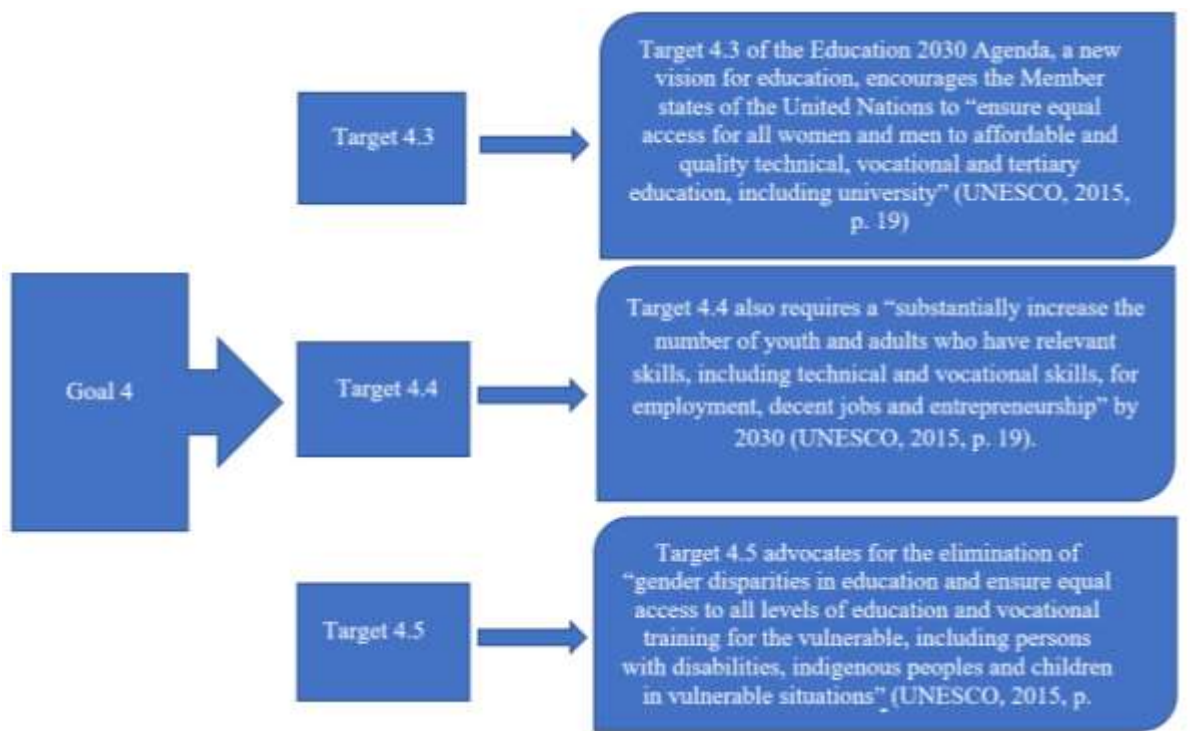 Target 4.3 of the Education 2030 Agenda, a new
vision for education, encourages the Member
states of the United Nations to “ensure equal
access for all women and men to affordable and
quality technical, vocational and tertiary
education, including university” (UNESCO, 2015,
p. 19)
Target 4.3
Target 4.4 also requires a “substantially increase the
number of youth and adults who have relevant
skills, including technical and vocational skills, for
employment, decent jobs and entrepreneurship” by
2030 (UNESCO, 2015, p. 19).
Goal 4
Target 4.4
Target 4.5 advocates for the elimination of
“gender disparities in education and ensure equal
access to all levels of education and vocational
training for the vulnerable, including persons
with disabilities, indigenous peoples and children
in vulnerable situations” (UNESCO, 2015, p.
Target 4.5